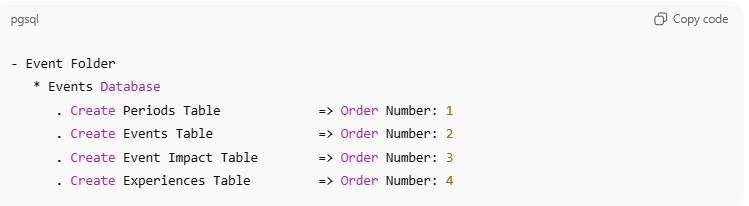 pgsql
Copy code
- Event Folder
* Events Database
. Create Periods Table => Order Number: 1
. Create Events Table => Order Number: 2
. Create Event Impact Table => Order Number: 3
. Create Experiences Table => Order Number: 4